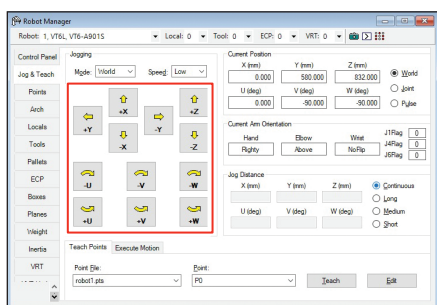 Robot Manager
Robot: 1, VT6L, VT6-A901S Local: 0 Tool: 0 ECP: 0 VRT: 0
Control Panel
Jog & Teach
Points
Arch
Locals
Tools
Pallets
ECP
Boxes
Planes
Weight
Inertia
VRT
Jogging
Mode: World Speed: Low
+Y +X -X -Y +Z -Z
-U -V -W
+U +V +W
Current Position
X (mm) Y (mm) Z (mm)
0.000 580.000 832.000
U (deg) V (deg) W (deg)
0.000 -90.000 -90.000
World
Joint
Pulse
Current Arm Orientation
Hand Elbow Wrist
Righty Above NoFlip
J1Flag 0
J4Flag 0
J6Flag 0
Jog Distance
X (mm) Y (mm) Z (mm)
U (deg) V (deg) W (deg)
Continuous
Long
Medium
Short
Teach Points Execute Motion
Point File: Point:
robot1.pts P0 Teach Edit